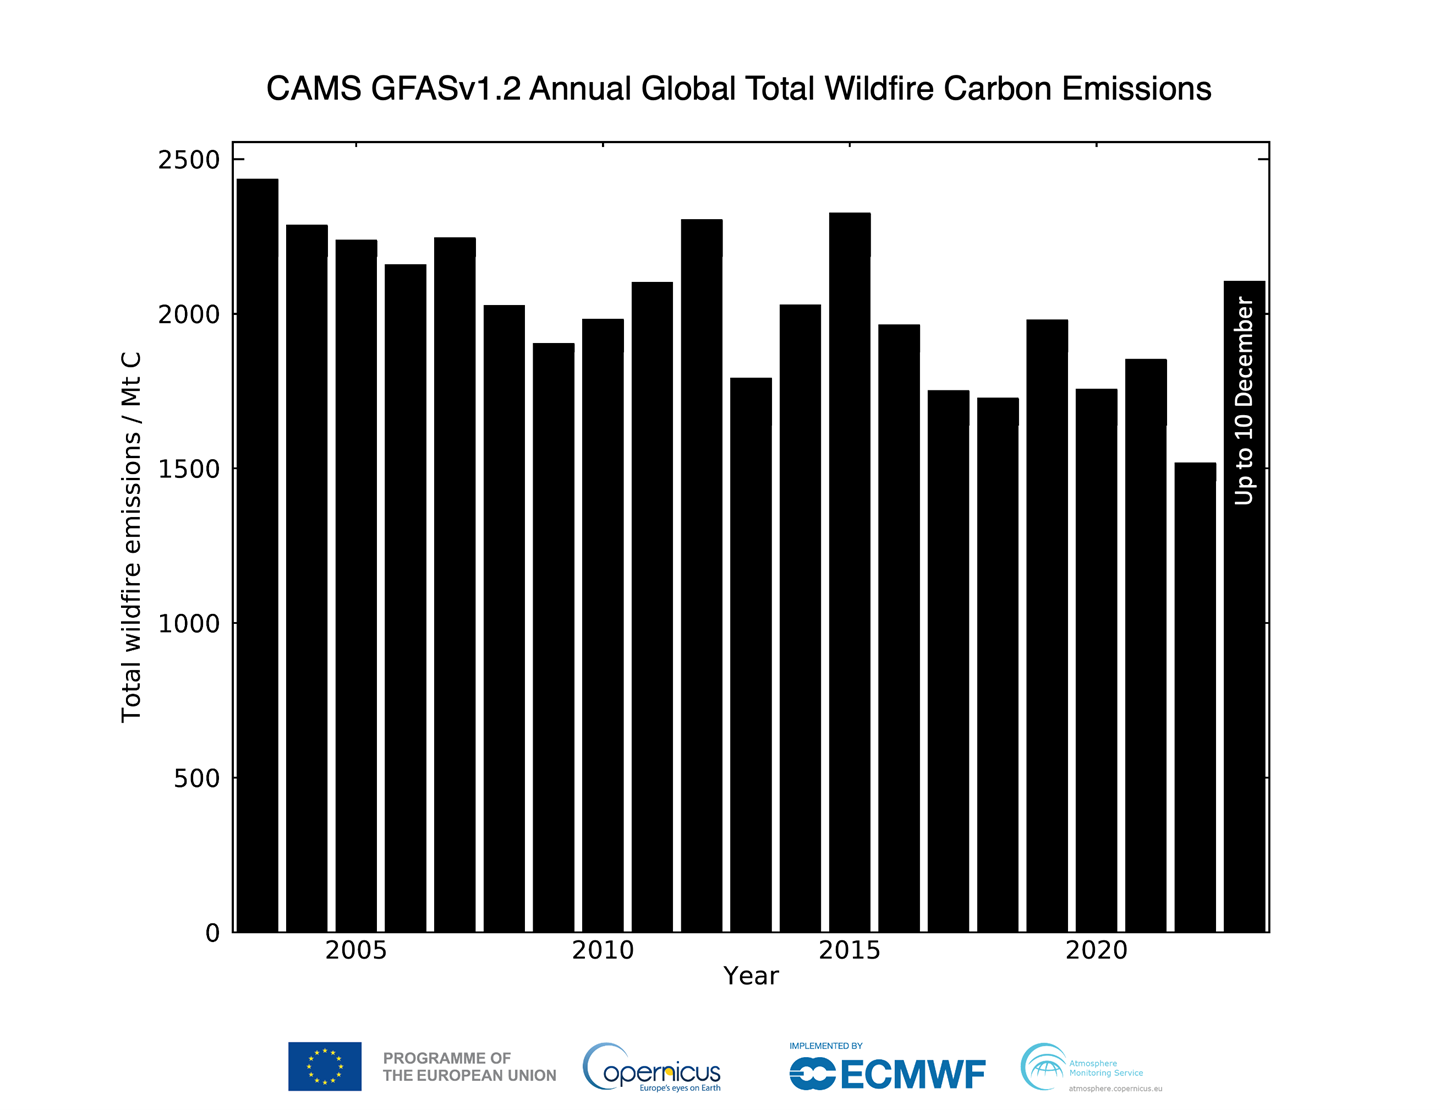 CAMS GFASv1.2 Annual Global Total Wildfire Carbon Emissions
2500
2000
1500
1000
500
0
Total wildfire emissions / Mt C
Up to 10 December
2005
2010
2015
2020
Year
PROGRAMME OF
THE EUROPEAN UNION
opernicus
Europe's eyes on Earth
IMPLEMENTED BY
ECMWF
Atmosphere
Monitoring Service
atmosphere.copernicus.eu